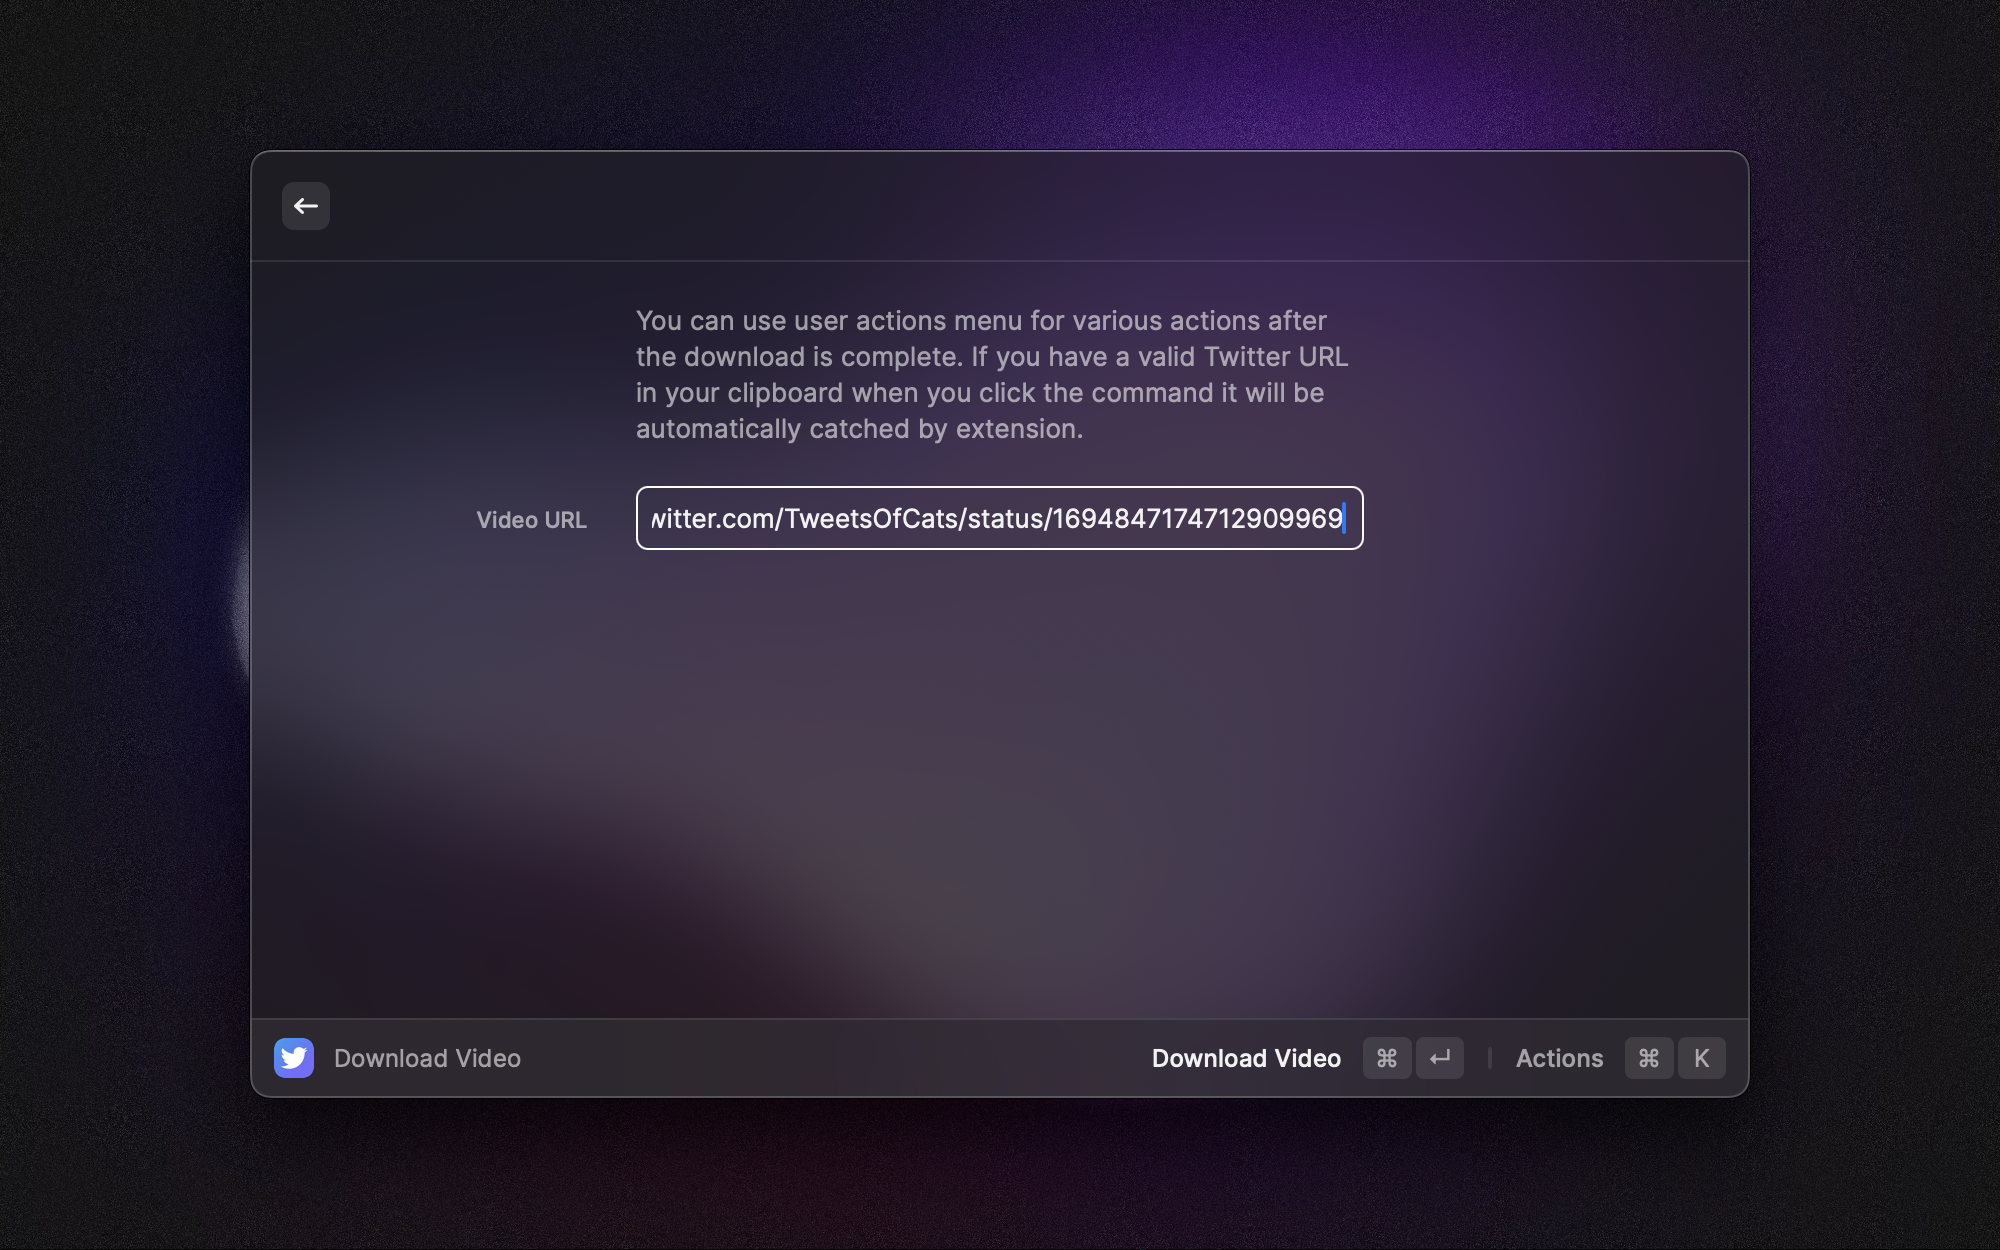 You can use user actions menu for various actions after
the download is complete. If you have a valid Twitter URL
in your clipboard when you click the command it will be
automatically catched by extension.
Video URL witter.com/TweetsOfCats/status/1694847174712909969
Download Video Download Video ⌘ ↵ Actions ⌘ K